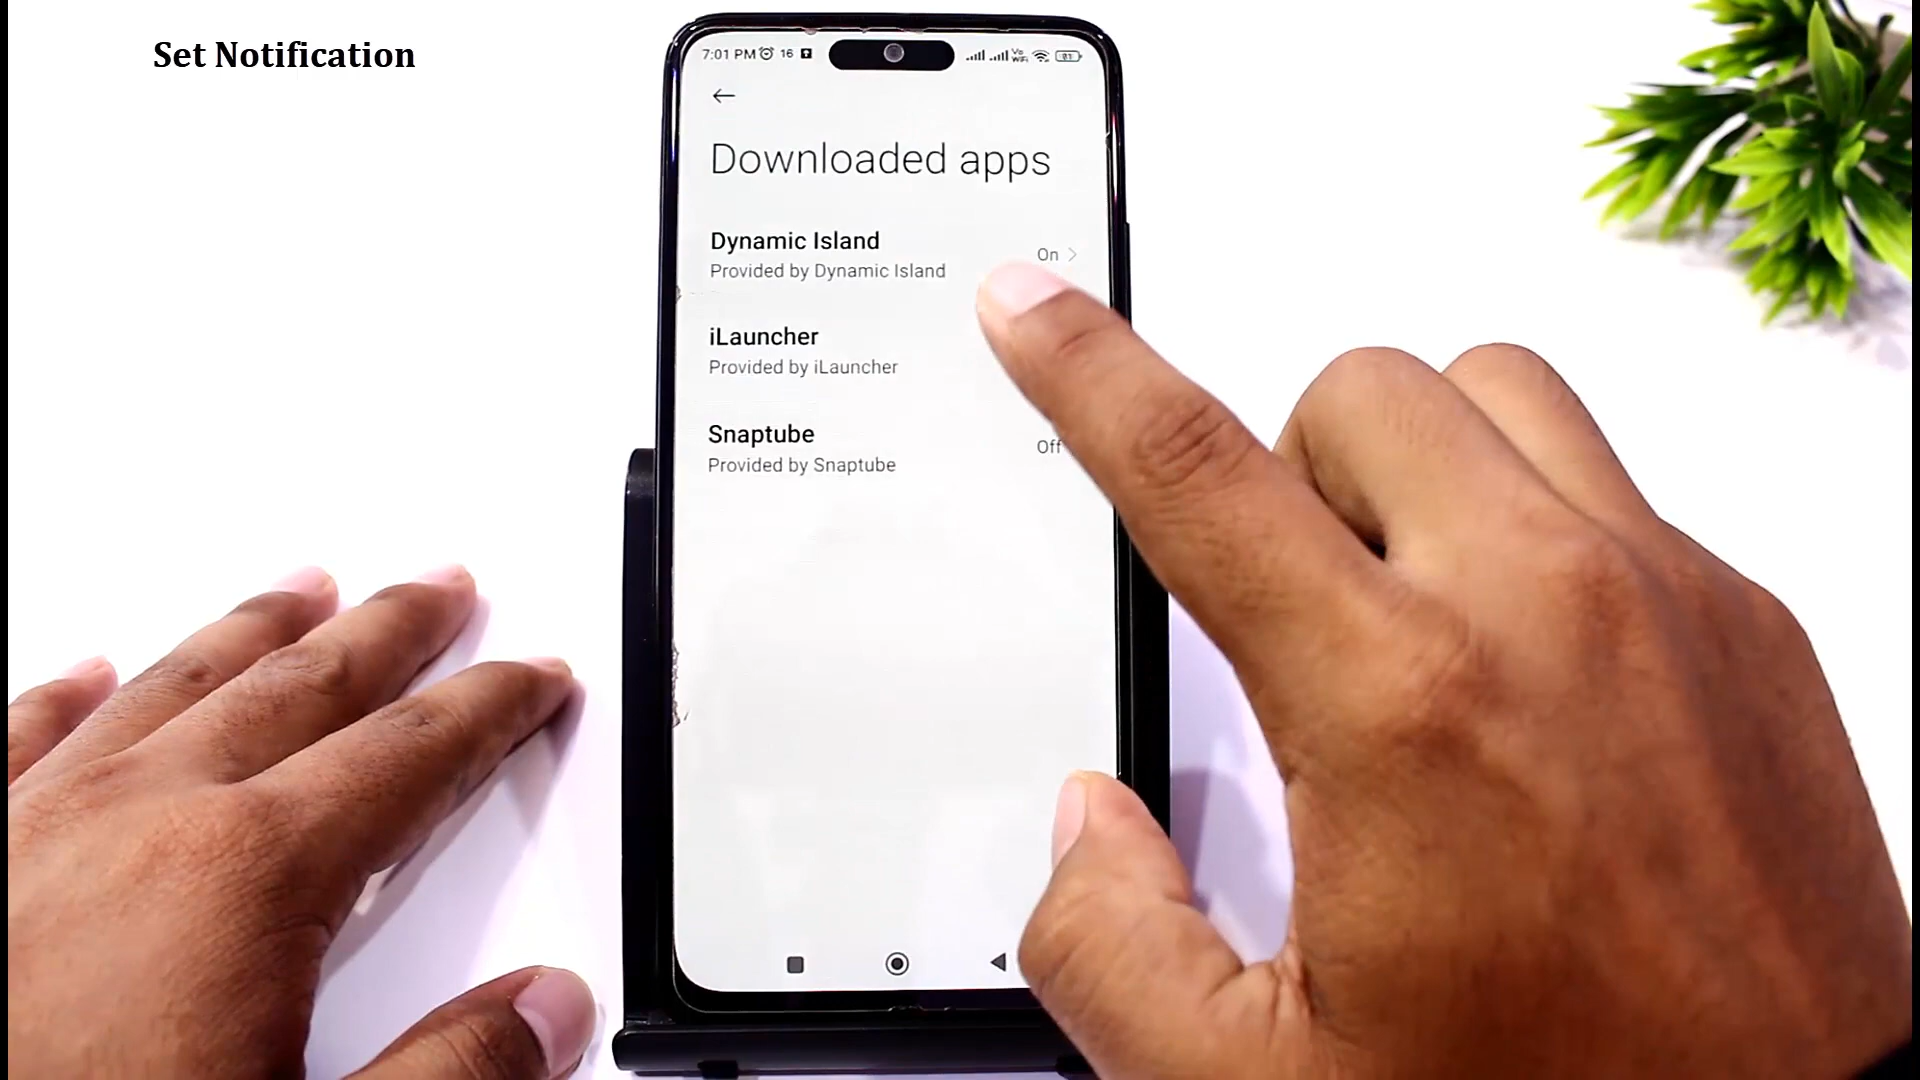 Set Notification
7:01 PM 16
Downloaded apps
Dynamic Island
Provided by Dynamic Island
On
iLauncher
Provided by iLauncher
Snaptube
Provided by Snaptube
Off